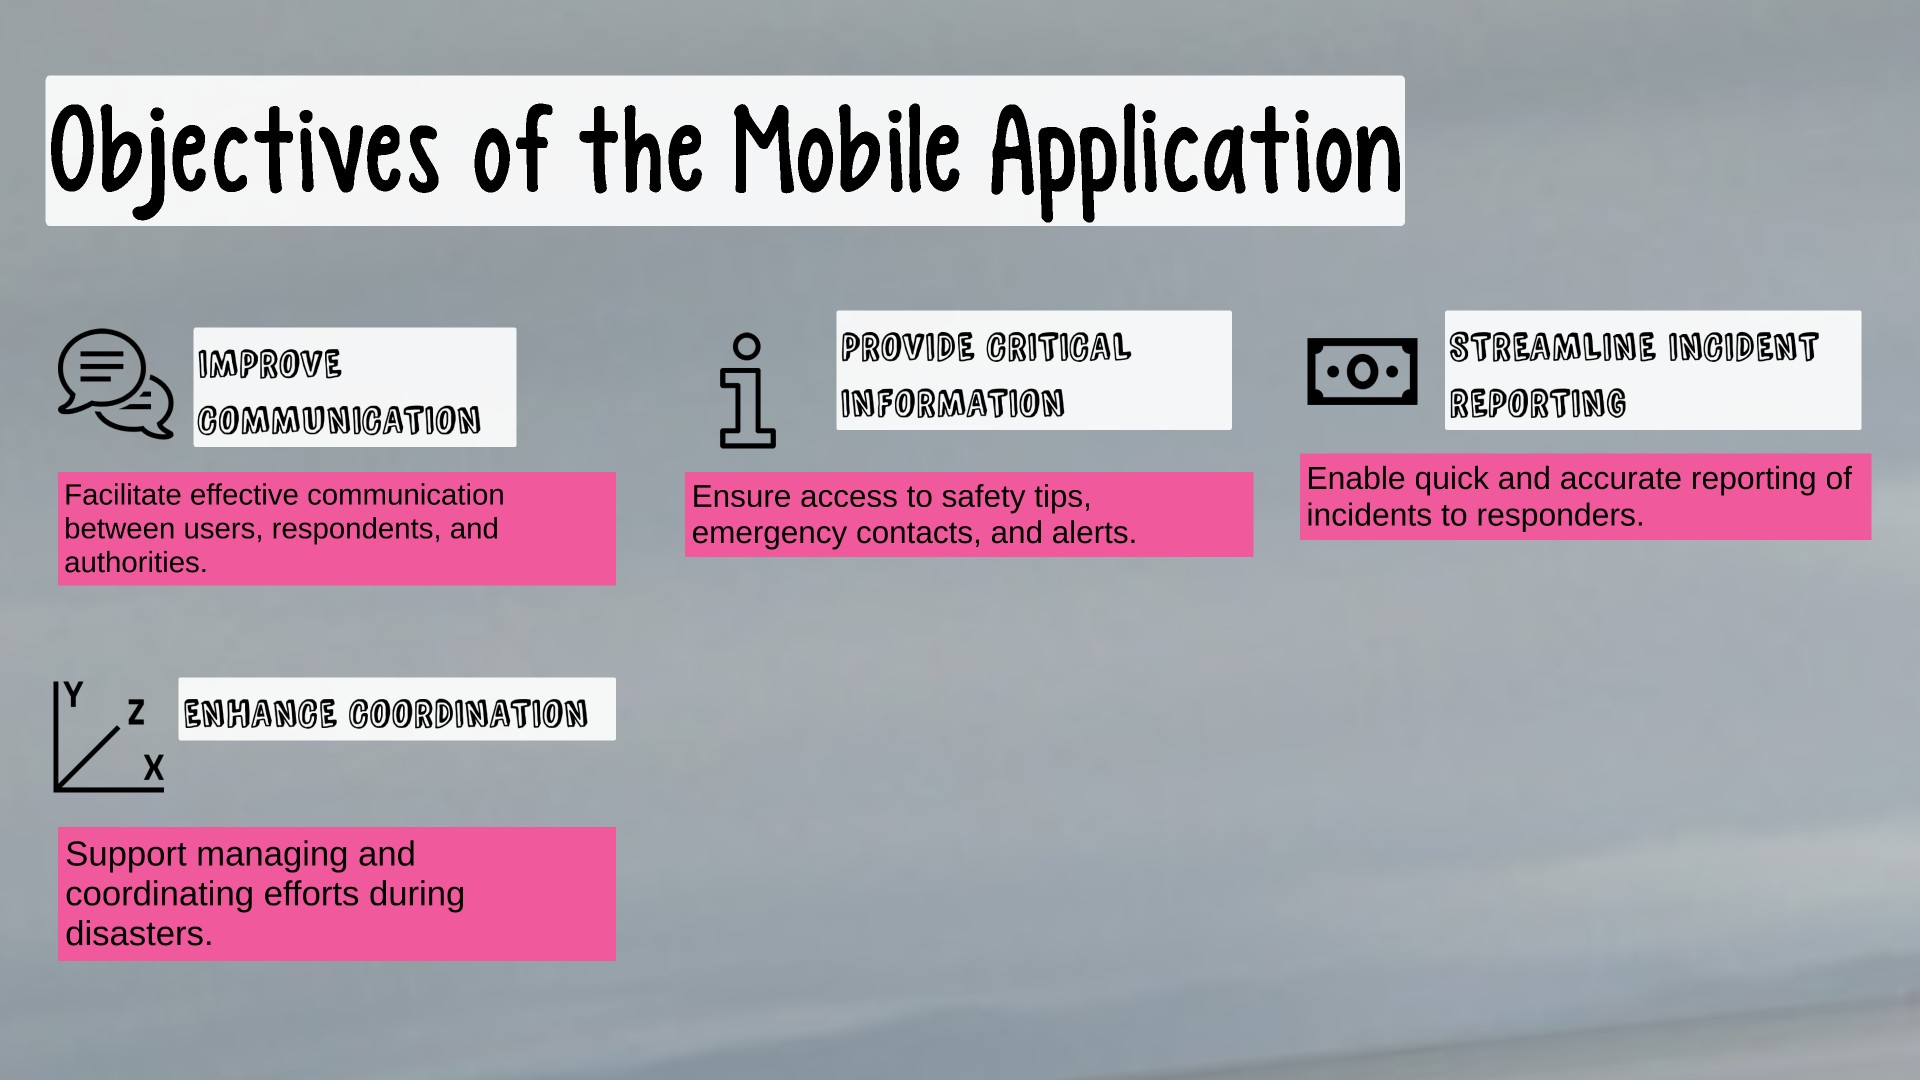 Objectives of the Mobile Application
IMPROVE
COMMUNICATION
Facilitate effective communication
between users, respondents, and
authorities.
PROVIDE CRITICAL
INFORMATION
Ensure access to safety tips,
emergency contacts, and alerts.
STREAMLINE INCIDENT
REPORTING
Enable quick and accurate reporting of
incidents to responders.
Y
Z
X
ENHANCE COORDINATION
Support managing and
coordinating efforts during
disasters.